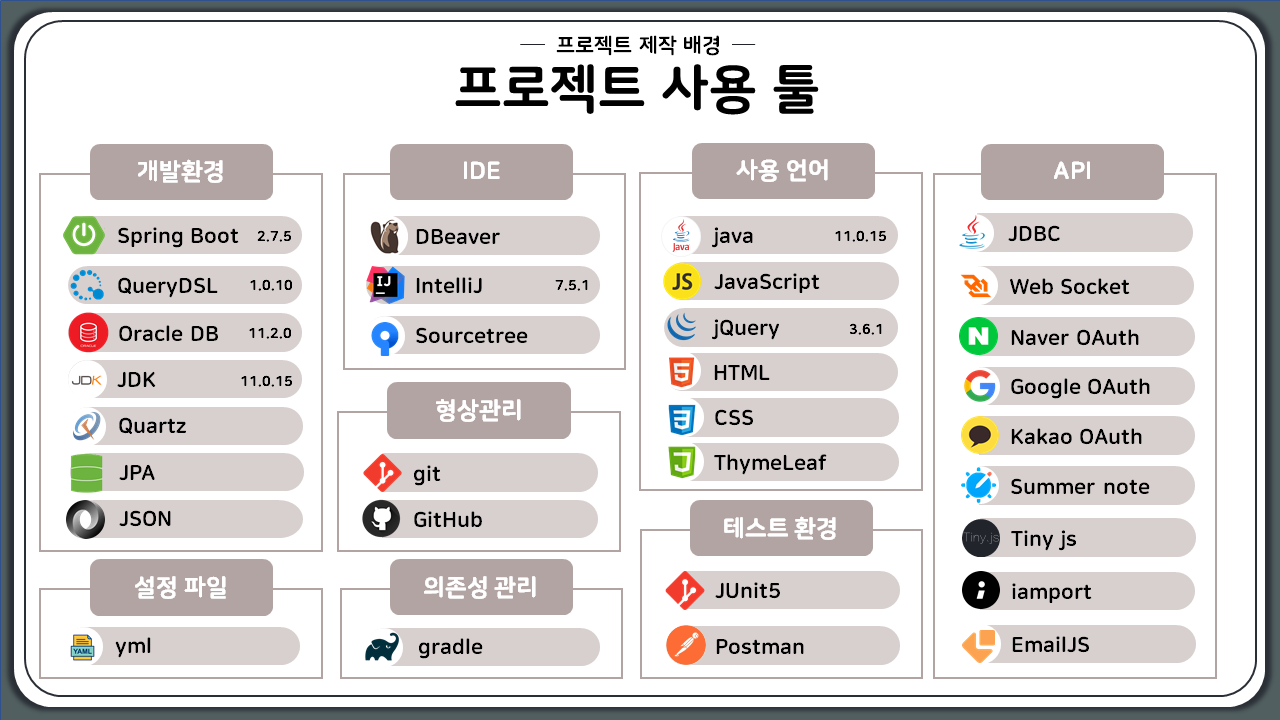 프로젝트 제작 배경
프로젝트 사용 툴
개발환경
Spring Boot 2.7.5
QueryDSL 1.0.10
ORACLE
Oracle DB 11.2.0
JDK
JDK 11.0.15
Quartz
JPA
JSON
설정 파일
YAML
yml
IDE
DBeaver
IJ
IntelliJ 7.5.1
Sourcetree
형상관리
git
GitHub
의존성 관리
gradle
사용 언어
Java
java 11.0.15
JS
JavaScript
jQuery 3.6.1
5
HTML
3
CSS
ThymeLeaf
테스트 환경
JUnit5
Postman
API
JDBC
Web Socket
N
Naver OAuth
G
Google OAuth
Kakao OAuth
Summer note
Tiny.js
Tiny js
iamport
EmailJS